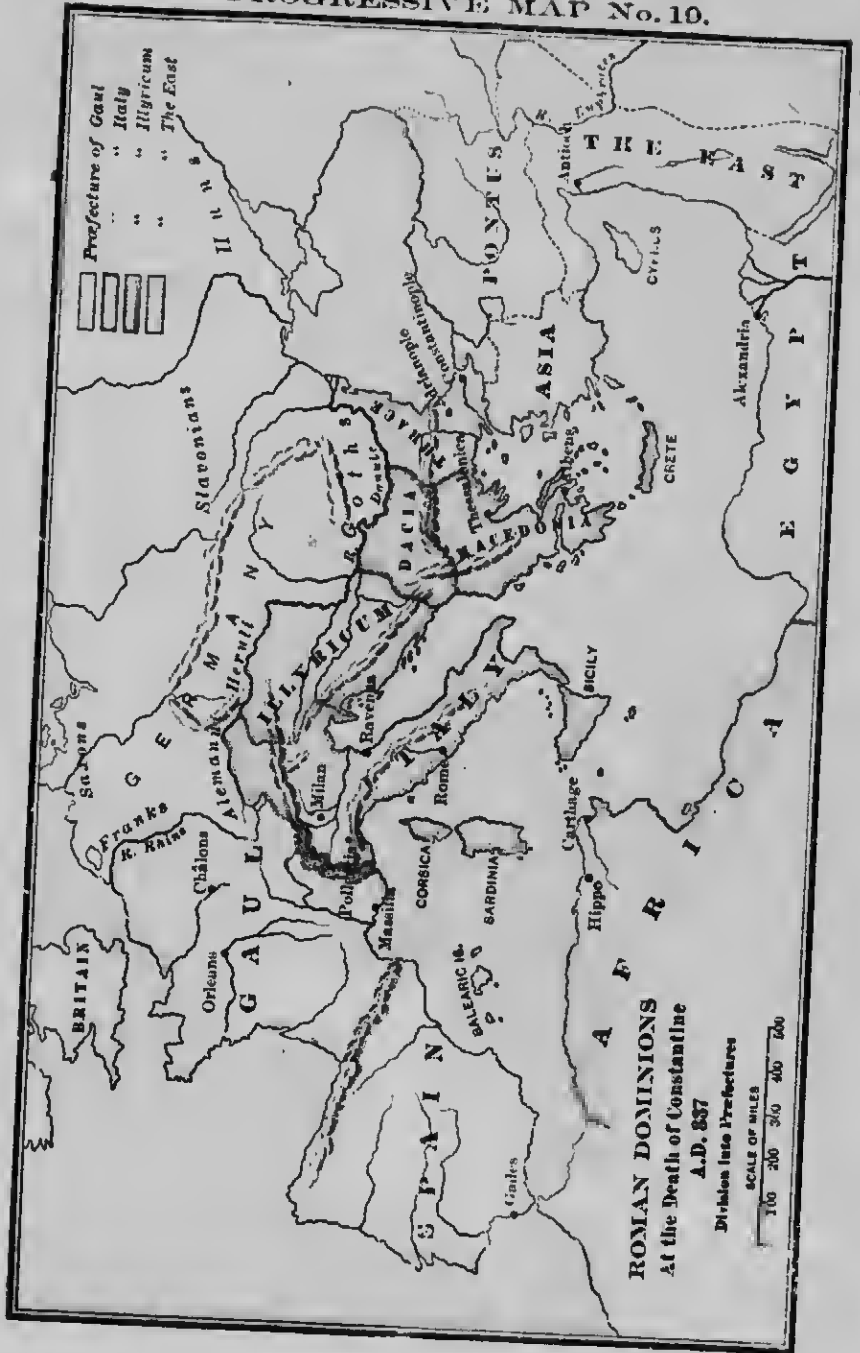 PROGRESSIVE MAP No. 10.
Præfecture of Gaul
" " Italy
" " Illyricum
" " The East
Huns
Slavonians
Saxons
Franks
R. Rhine
GERMANY
Alemanni
Heruli
Goths
BRITAIN
Châlons
Orleans
GAUL
ILLYRICUM
DACIA
THRACE
MACEDONIA
Adrianople
Constantinople
Thessalonica
PONTUS
ASIA
Athens
Antioch
R. Euphrates
THE EAST
CYPRUS
CRETE
Milan
Ravenna
Pollentia
Massilia
ITALY
Rome
CORSICA
SARDINIA
SICILY
BALEARIC IS.
SPAIN
Gades
Carthage
Hippo
AFRICA
Alexandria
EGYPT
ROMAN DOMINIONS
At the Death of Constantine
A.D. 337
Division into Præfectures
SCALE OF MILES
100 200 300 400 500